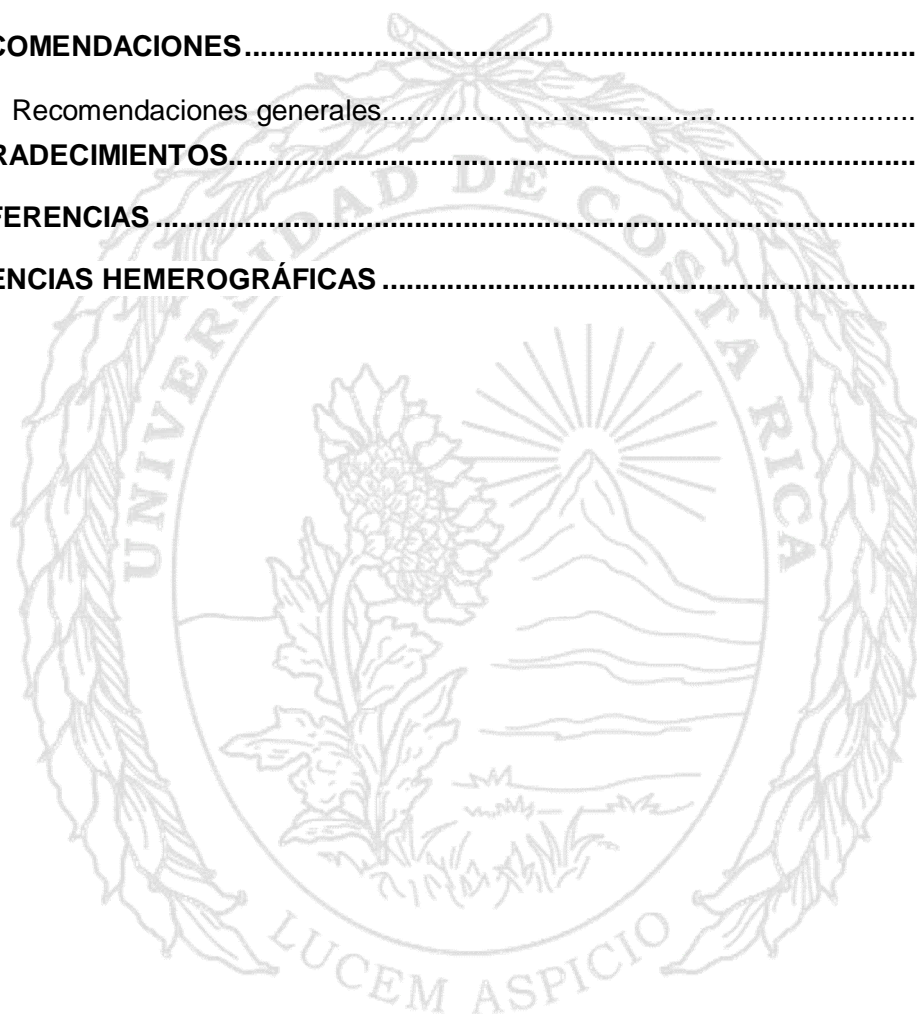 COMENDACIONES
Recomendaciones generales
RADECIMIENTOS
FERENCIAS
ENCIAS HEMEROGRÁFICAS
UNIVERSIDAD DE COSTA RICA
LUCEM ASPICIO